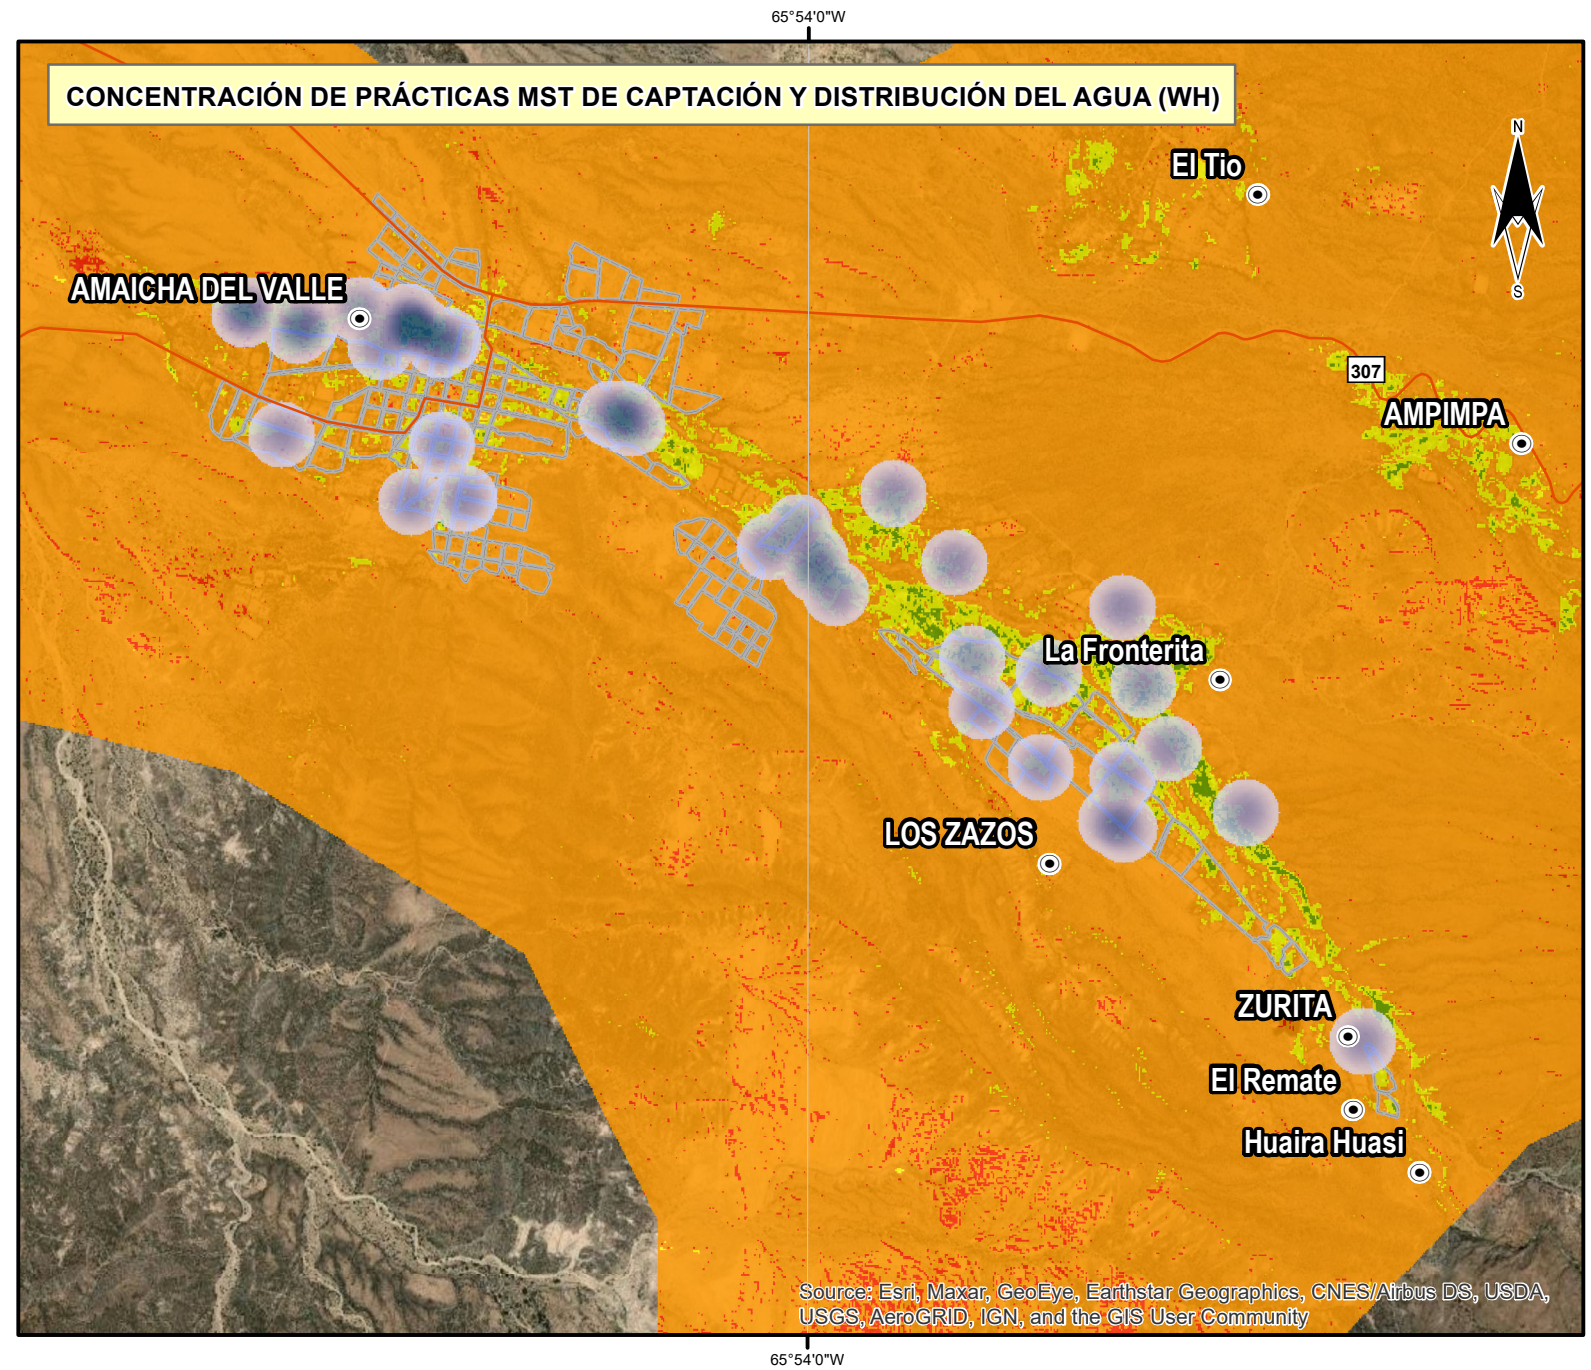 65°54'0"W
CONCENTRACIÓN DE PRÁCTICAS MST DE CAPTACIÓN Y DISTRIBUCIÓN DEL AGUA (WH)
N
El Tio
S
AMAICHA DEL VALLE
307
AMPIMPA
La Fronterita
LOS ZAZOS
ZURITA
El Remate
Huaira Huasi
Source: Esri, Maxar, GeoEye, Earthstar Geographics, CNES/Airbus DS, USDA,
USGS, AeroGRID, IGN, and the GIS User Community
65°54'0"W